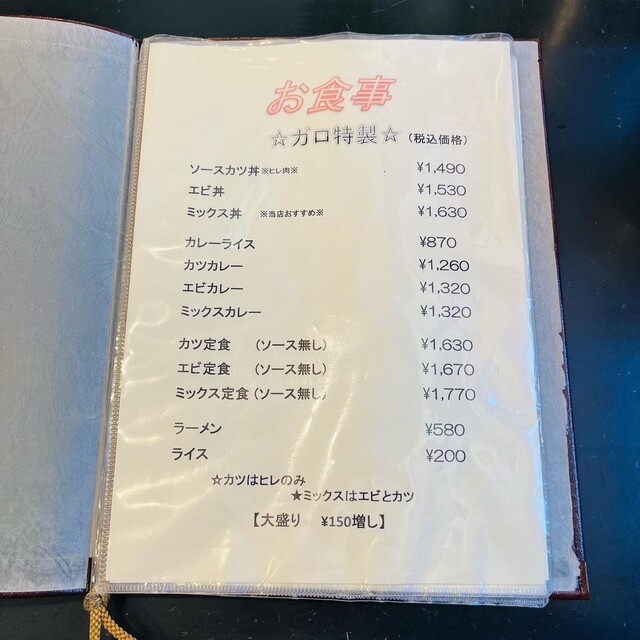 お食事
☆ガロ特製☆ (税込価格)
ソースカツ丼 ※ヒレ肉※ ¥1,490
エビ丼 ¥1,530
ミックス丼 ※当店おすすめ※ ¥1,630
カレーライス ¥870
カツカレー ¥1,260
エビカレー ¥1,320
ミックスカレー ¥1,320
カツ定食 (ソース無し) ¥1,630
エビ定食 (ソース無し) ¥1,670
ミックス定食 (ソース無し) ¥1,770
ラーメン ¥580
ライス ¥200
☆カツはヒレのみ
★ミックスはエビとカツ
【大盛り ¥150増し】